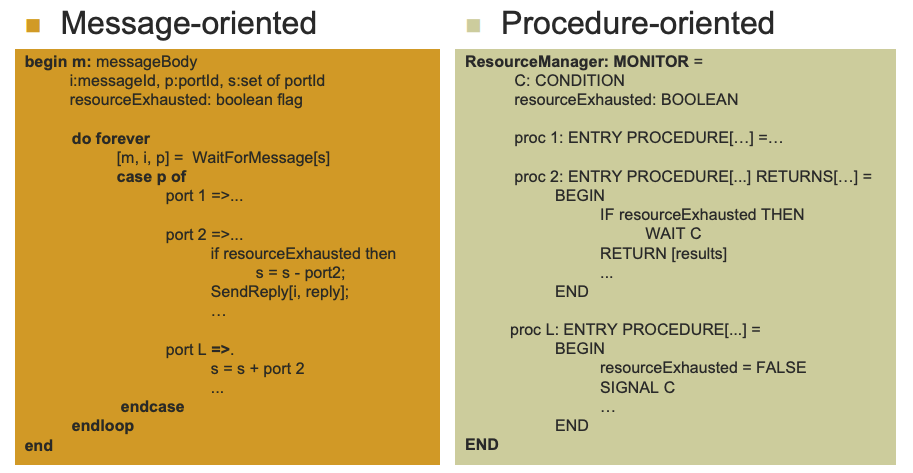 Message-oriented
begin m: messageBody
i:messageId, p:portId, s:set of portId
resourceExhausted: boolean flag
do forever
[m, i, p] = WaitForMessage[s]
case p of
port 1 =>...
port 2 =>...
if resourceExhausted then
s = s - port2;
SendReply[i, reply];
…
port L =>.
s = s + port 2
...
endcase
endloop
end
Procedure-oriented
ResourceManager: MONITOR =
C: CONDITION
resourceExhausted: BOOLEAN
proc 1: ENTRY PROCEDURE[…] =…
proc 2: ENTRY PROCEDURE[...] RETURNS[…] =
BEGIN
IF resourceExhausted THEN
WAIT C
RETURN [results]
...
END
proc L: ENTRY PROCEDURE[...] =
BEGIN
resourceExhausted = FALSE
SIGNAL C
…
END
END